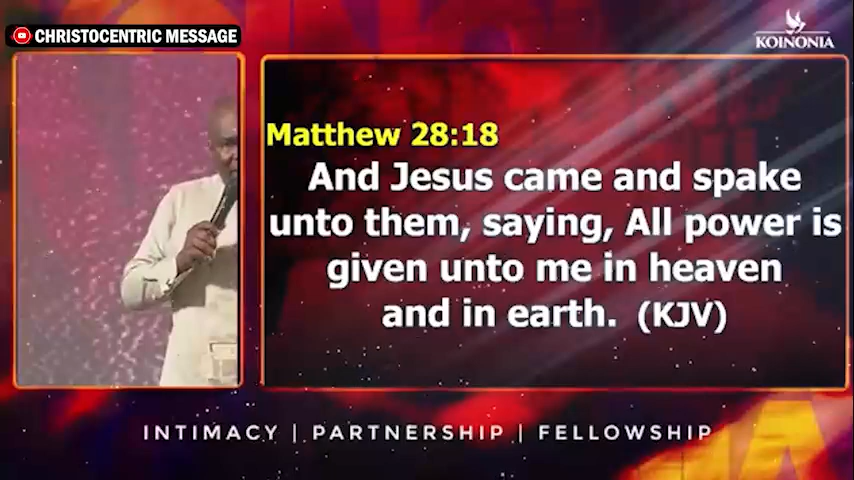 CHRISTOCENTRIC MESSAGE
KOINONIA
Matthew 28:18
And Jesus came and spake
unto them, saying, All power is
given unto me in heaven
and in earth. (KJV)
INTIMACY | PARTNERSHIP | FELLOWSHIP